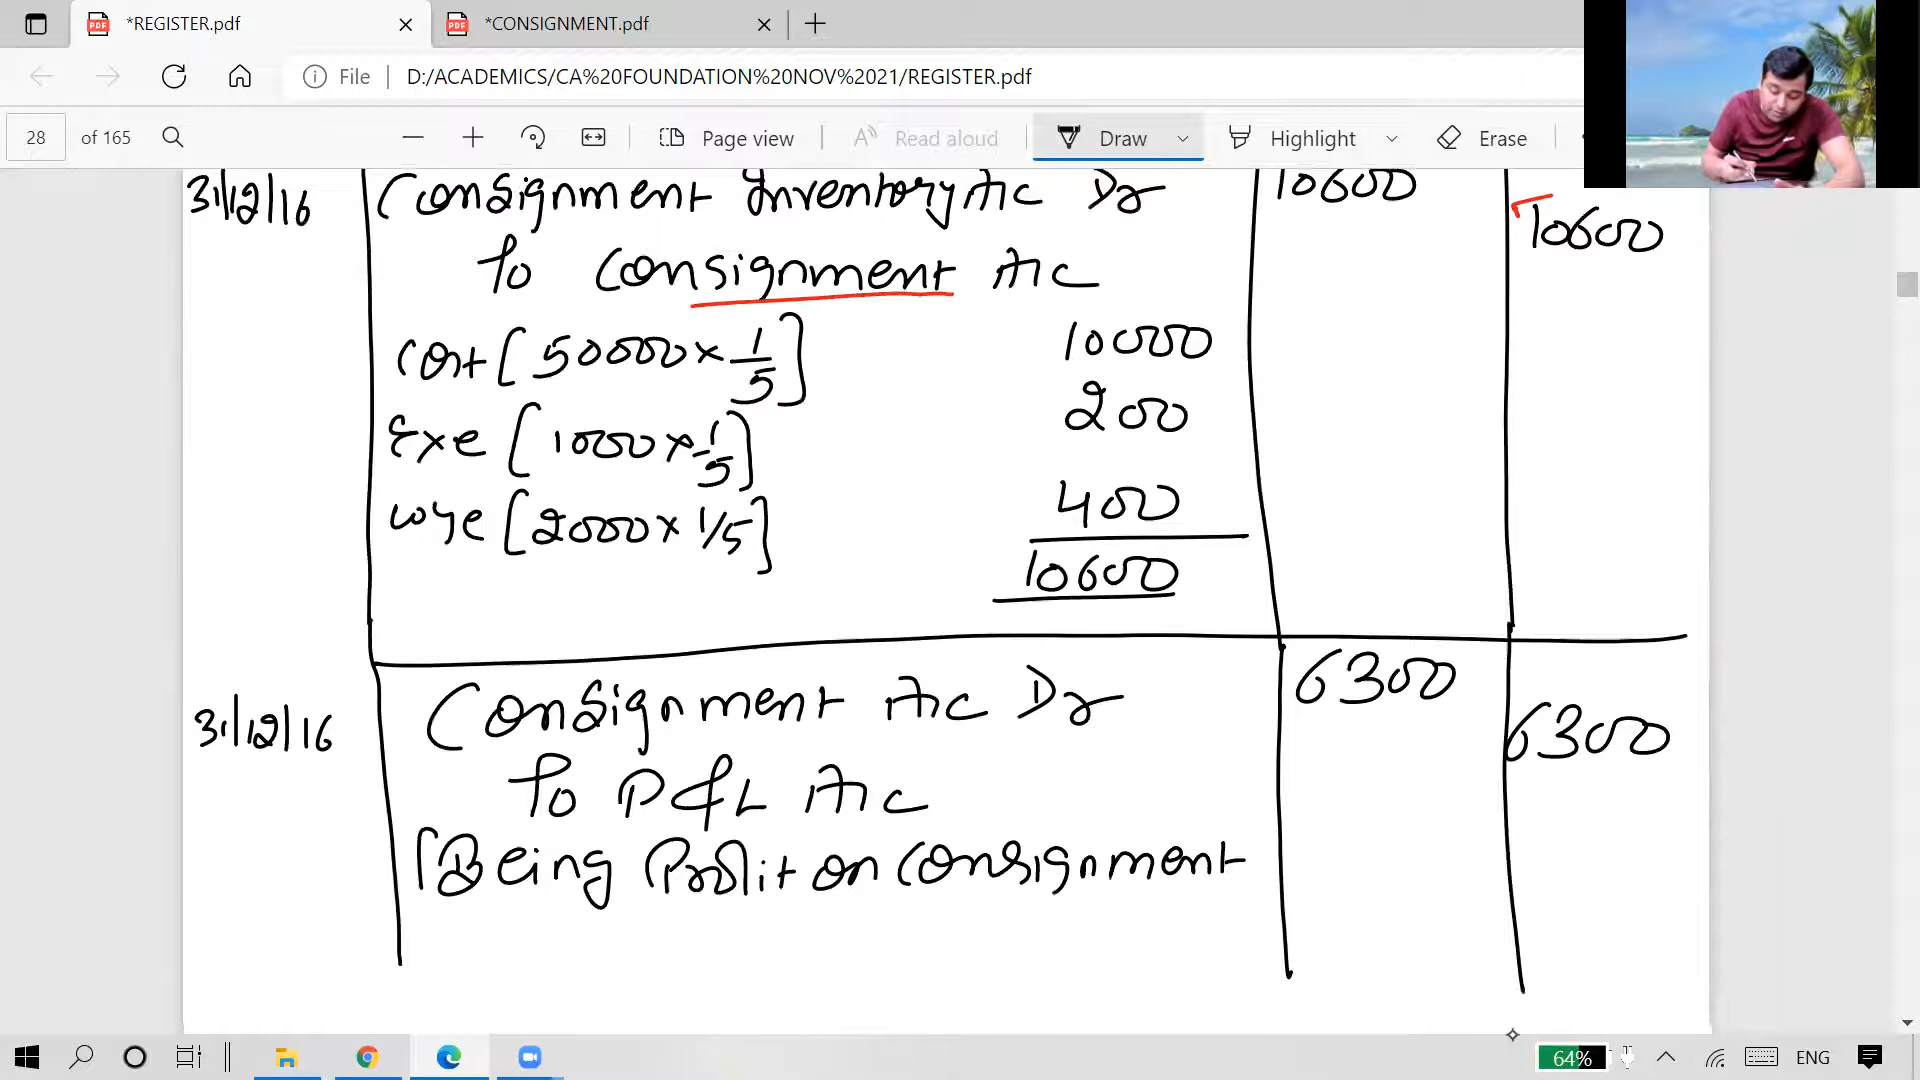 *REGISTER.pdf
*CONSIGNMENT.pdf
File
D:/ACADEMICS/CA%20FOUNDATION%20NOV%2021/REGISTER.pdf
28 of 165
Page view
Read aloud
Draw
Highlight
Erase
31/12/16 Consignment Inventory A/c Dr 10600
To Consignment A/c 10600
Cost [50000 × 1/5] 10000
Exe [1000 × 1/5] 200
[2000 × 1/5] 400
10600
31/12/16 Consignment A/c Dr 6300
To P&L A/c 6300
(Being Profit on Consignment
64%
ENG